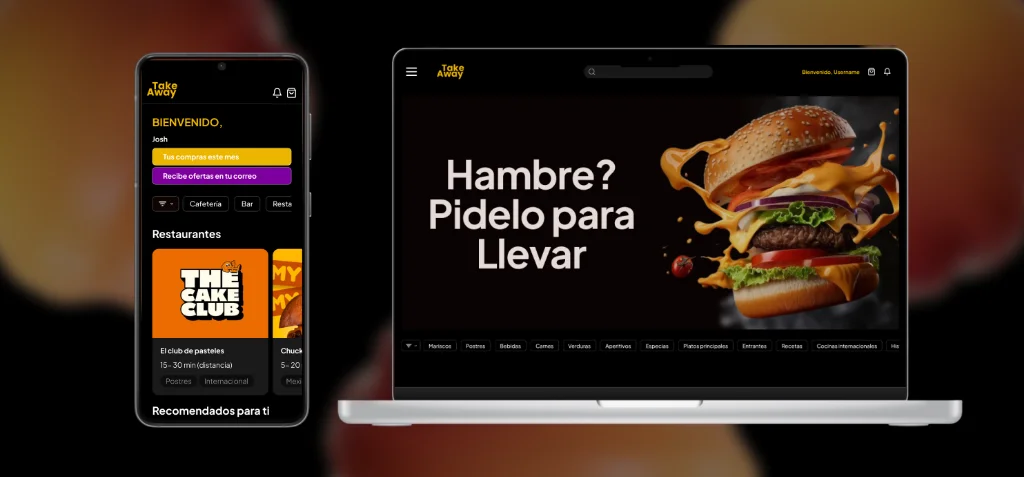 Take
Away
BIENVENIDO,
Josh
Tus compras este mes
Recibe ofertas en tu correo
Cafetería
Bar
Resta
Restaurantes
THE
CAKE
CLUB
MY
MY
El club de pasteles
15- 30 min (distancia)
Postres
Internacional
Chuck
5- 20
Mexi
Recomendados para ti
Take
Away
Bienvenido, Username
Hambre?
Pidelo para
Llevar
Mariscos
Postres
Bebidas
Carnes
Verduras
Aperitivos
Especias
Platos principales
Entrantes
Recetas
Cocinas internacionales
His